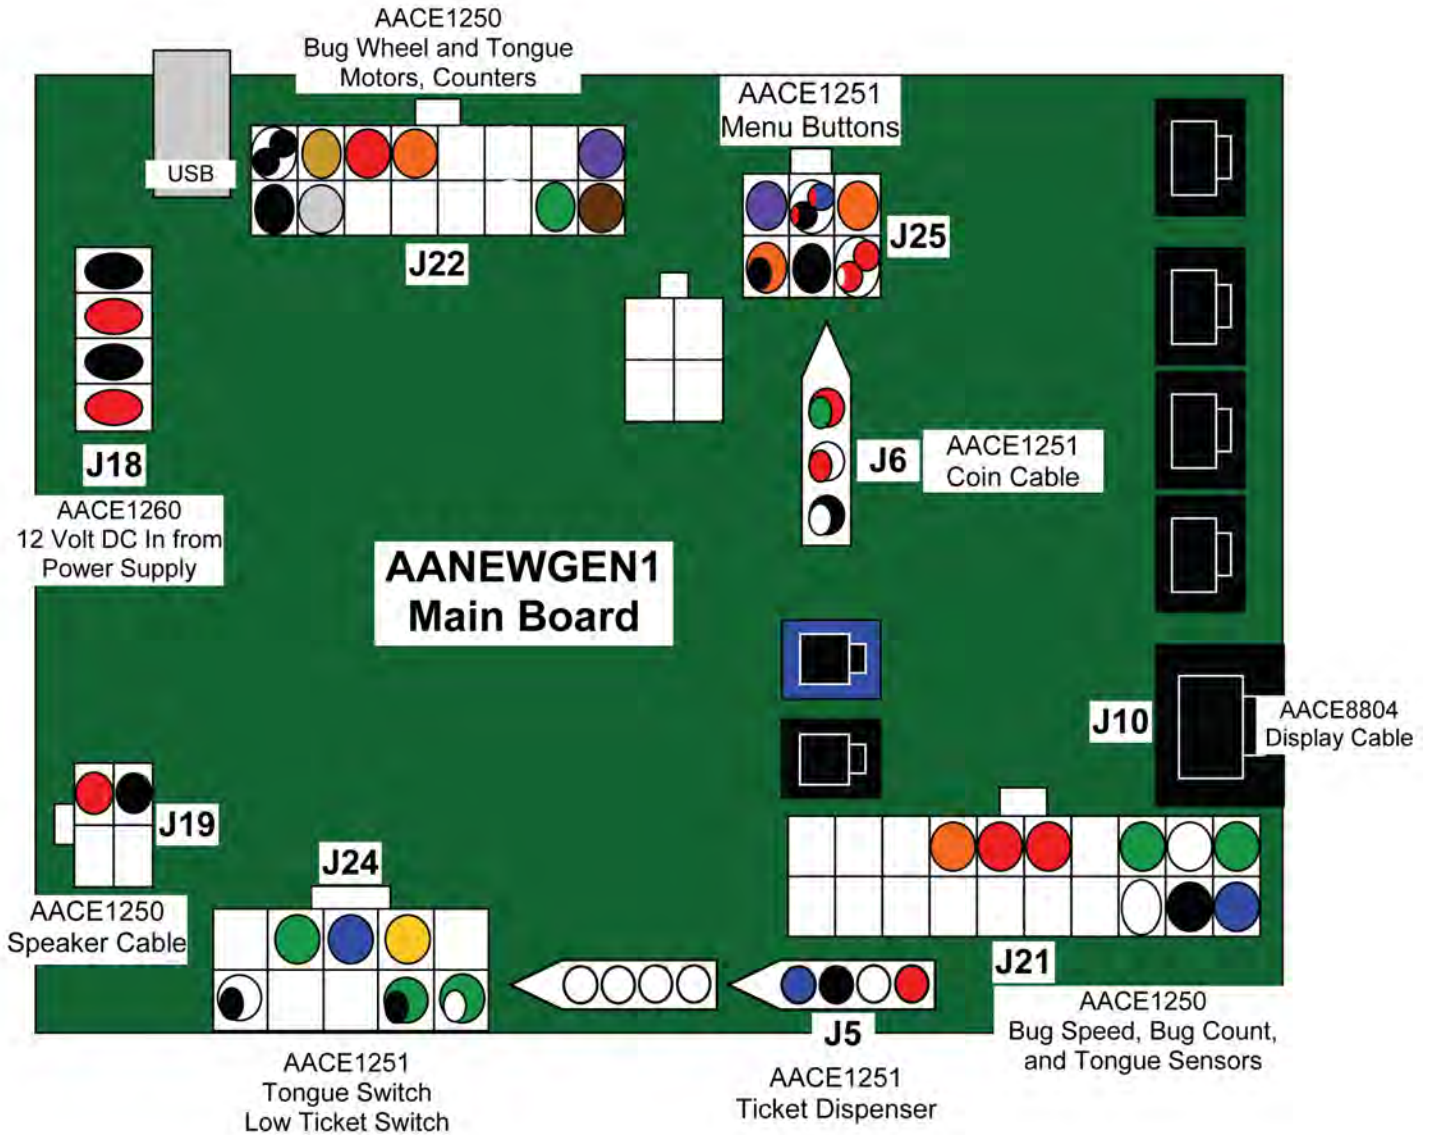 AACE1250
Bug Wheel and Tongue
Motors, Counters
AACE1251
Menu Buttons
USB
J25
J22
J18
J6
AACE1251
Coin Cable
AACE1260
12 Volt DC In from
Power Supply
AANEWGEN1
Main Board
J10
AACE8804
Display Cable
J19
J24
AACE1250
Speaker Cable
J21
AACE1250
Bug Speed, Bug Count,
and Tongue Sensors
J5
AACE1251
Tongue Switch
Low Ticket Switch
AACE1251
Ticket Dispenser